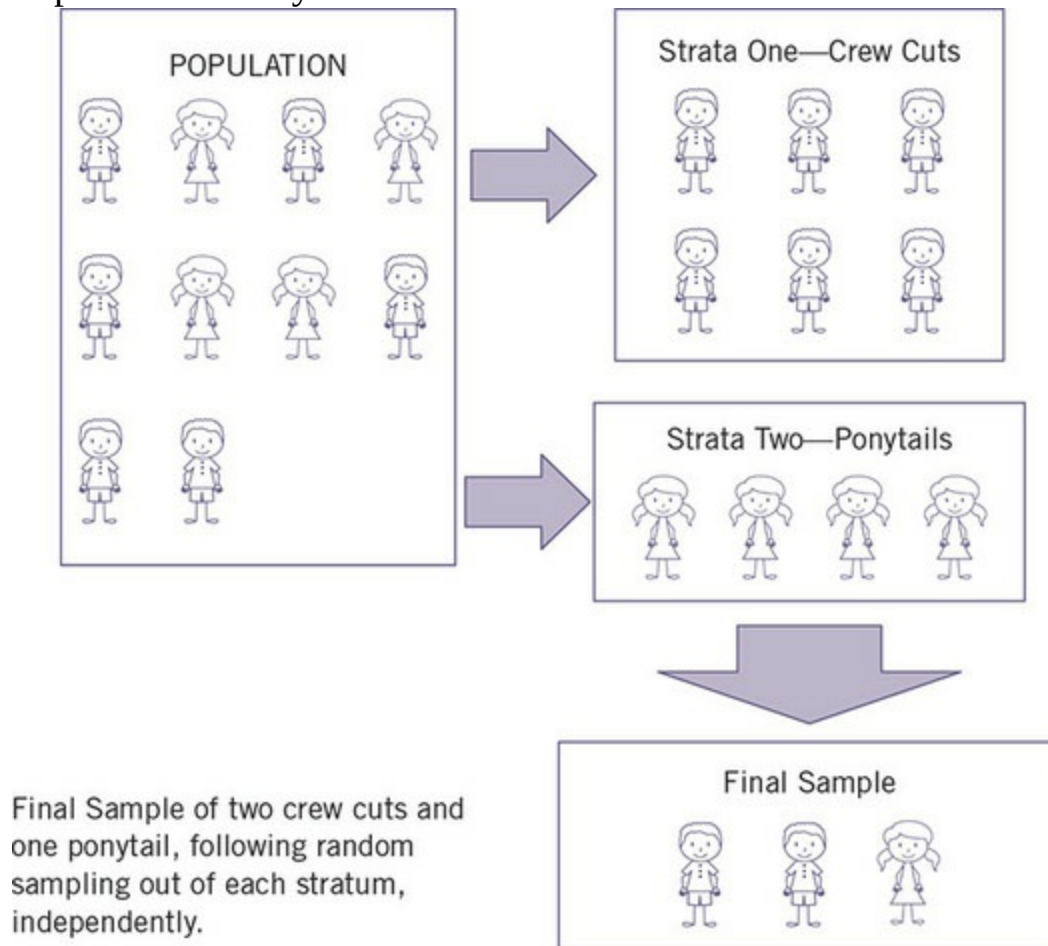 POPULATION
Strata One—Crew Cuts
Strata Two—Ponytails
Final Sample
Final Sample of two crew cuts and
one ponytail, following random
sampling out of each stratum,
independently.